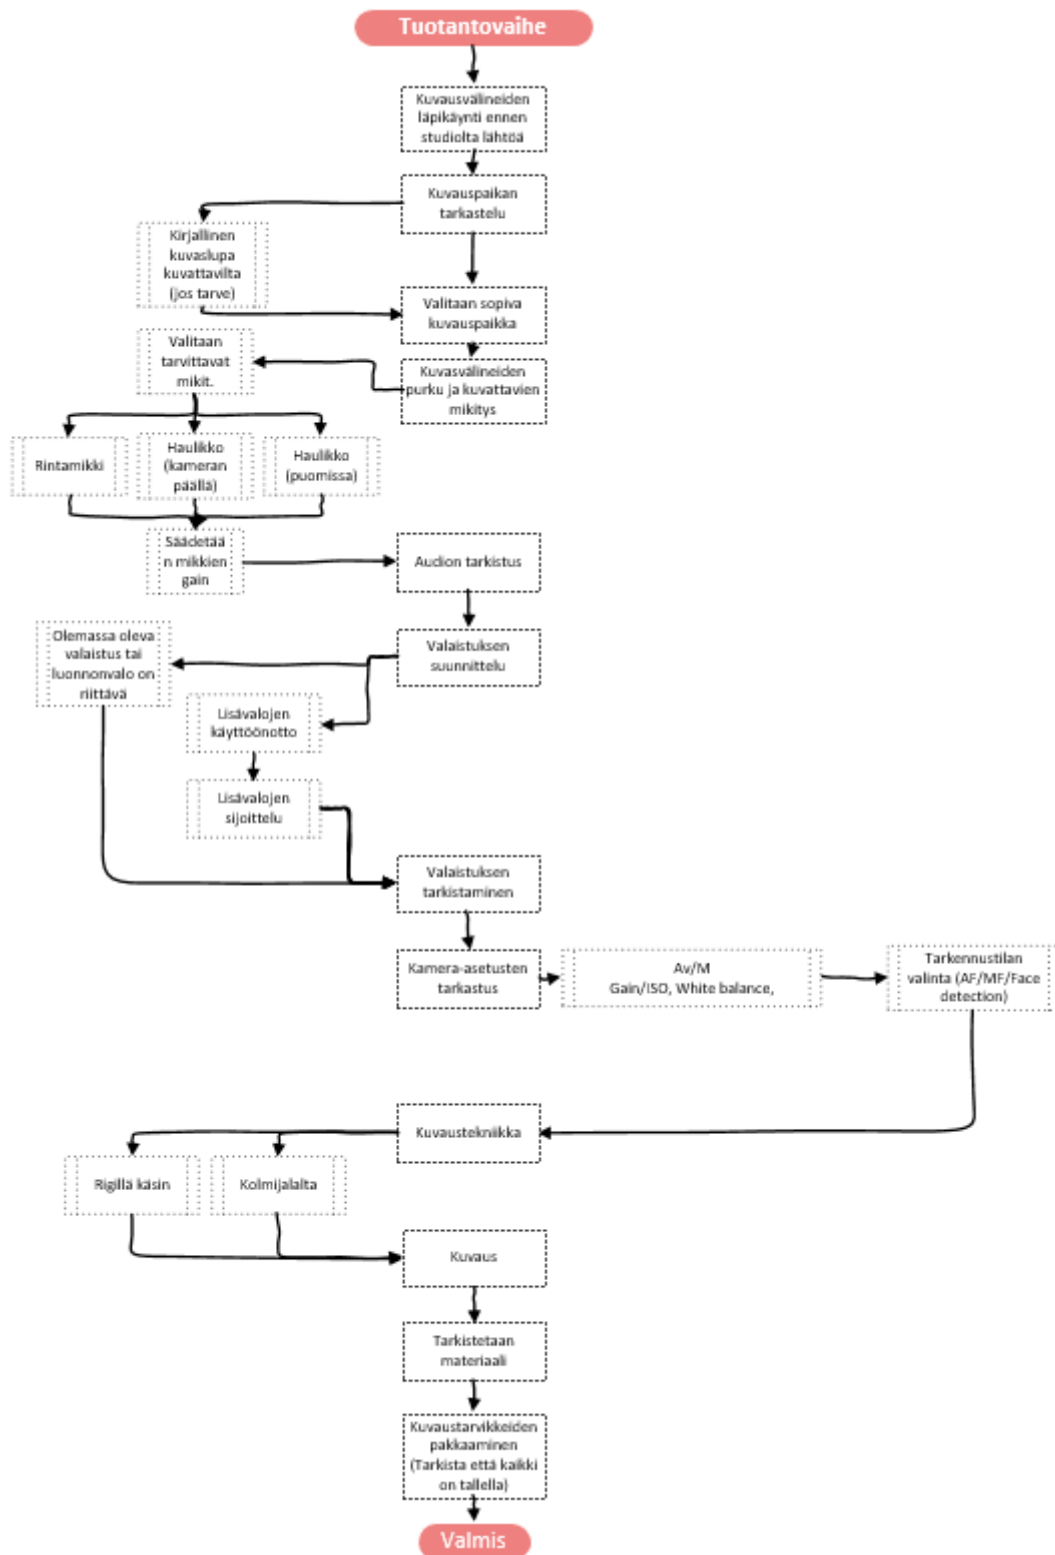 Tuotantovaihe
Kuvausvälineiden
läpikäynti ennen
studiolta lähtöä
Kuvauspaikan
tarkastelu
Kirjallinen
kuvaslupa
kuvattavilta
(jos tarve)
Valitaan sopiva
kuvauspaikka
Valitaan
tarvittavat
mikit.
Kuvasvälineiden
purku ja kuvattavien
mikitys
Rintamikki
Haulikko
(kameran
päällä)
Haulikko
(puomissa)
Säädetää
n mikkien
gain
Audion tarkistus
Valaistuksen
suunnittelu
Olemassa oleva
valaistus tai
luonnonvalo on
riittävä
Lisävalojen
käyttöönotto
Lisävalojen
sijoittelu
Valaistuksen
tarkistaminen
Kamera-asetusten
tarkastus
Av/M
Gain/ISO, White balance,
Tarkennustilan
valinta (AF/MF/Face
detection)
Kuvaustekniikka
Rigillä käsin
Kolmijalalta
Kuvaus
Tarkistetaan
materiaali
Kuvaustarvikkeiden
pakkaaminen
(Tarkista että kaikki
on tallella)
Valmis